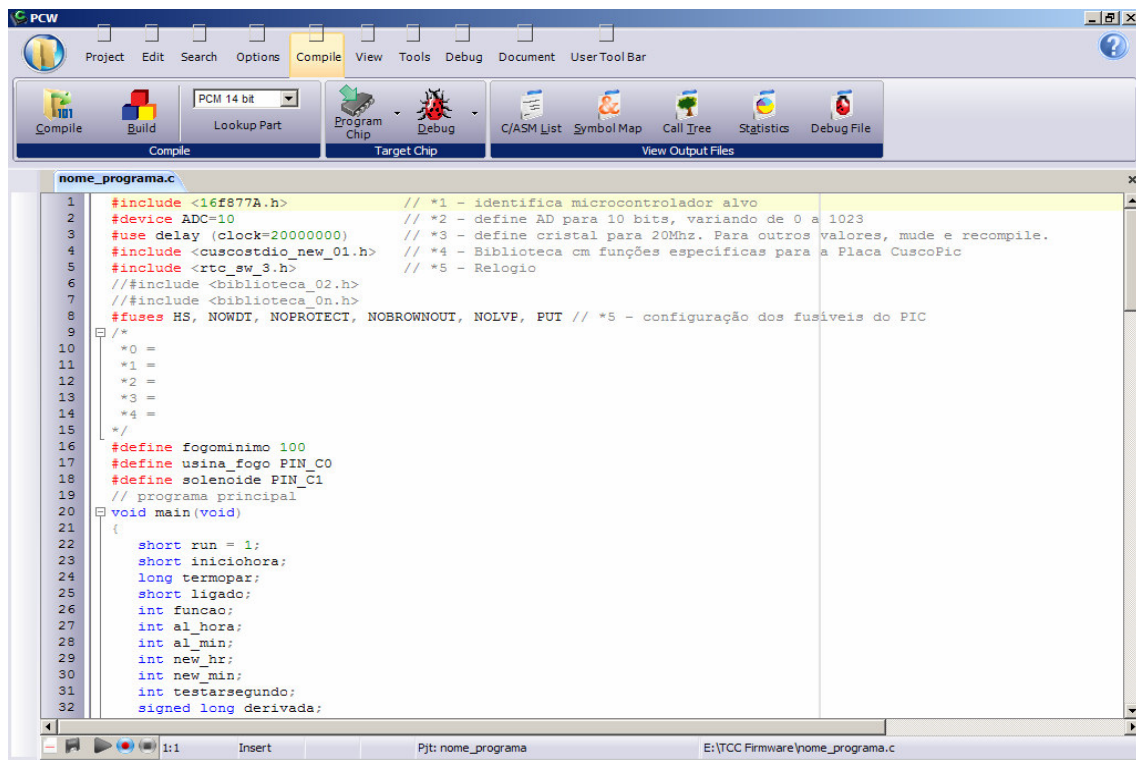 PCW
Project Edit Search Options Compile View Tools Debug Document User Tool Bar
101
PCM 14 bit
Compile Build Lookup Part Program Chip Debug C/ASM List Symbol Map Call Tree Statistics Debug File
Compile Target Chip View Output Files
nome_programa.c
1 #include <16f877A.h> // *1 - identifica microcontrolador alvo
2 #device ADC=10 // *2 - define AD para 10 bits, variando de 0 a 1023
3 #use delay (clock=20000000) // *3 - define cristal para 20Mhz. Para outros valores, mude e recompile.
4 #include <cuscostdio_new_01.h> // *4 - Biblioteca cm funções específicas para a Placa CuscoPic
5 #include <rtc_sw_3.h> // *5 - Relogio
6 //#include <biblioteca_02.h>
7 //#include <biblioteca_0n.h>
8 #fuses HS, NOWDT, NOPROTECT, NOBROWNOUT, NOLVP, PUT // *5 - configuração dos fusíveis do PIC
9 /*
10 *0 =
11 *1 =
12 *2 =
13 *3 =
14 *4 =
15 */
16 #define fogominimo 100
17 #define usina_fogo PIN_C0
18 #define solenoide PIN_C1
19 // programa principal
20 void main(void)
21 {
22 short run = 1;
23 short iniciohora;
24 long termopar;
25 short ligado;
26 int funcao;
27 int al_hora;
28 int al_min;
29 int new_hr;
30 int new_min;
31 int testarsegundo;
32 signed long derivada;
1:1 Insert Pjt: nome_programa E:\TCC Firmware\nome_programa.c